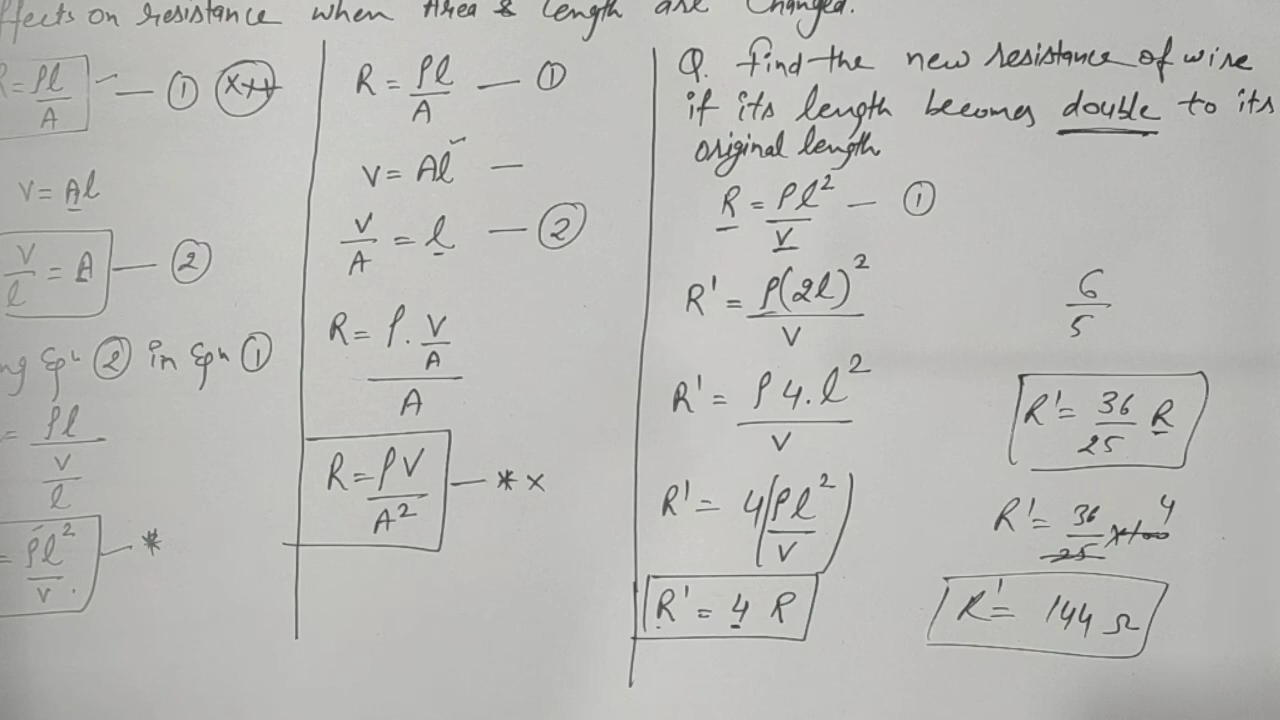 ffects on resistance when Area & length are changed.
R = ρl/A — ① (x++)
V = Al
V/l = A — ②
ng Eqⁿ ② in Eqⁿ ①
= ρl/(V/l)
= ρl²/V. — *
R = ρl/A — ①
V = Al —
V/A = l — ②
R = ρ.(V/A)/A
R = ρV/A² — * x
Q. find the new resistance of wire
if its length becomes double to its
original length
R = ρl²/V — ①
R' = ρ(2l)²/V
R' = ρ4.l²/V
R' = 4(ρl²/V)
R' = 4 R
6/5
R' = 36/25 R
R' = 36/25 x 100 4
R' = 144 Ω